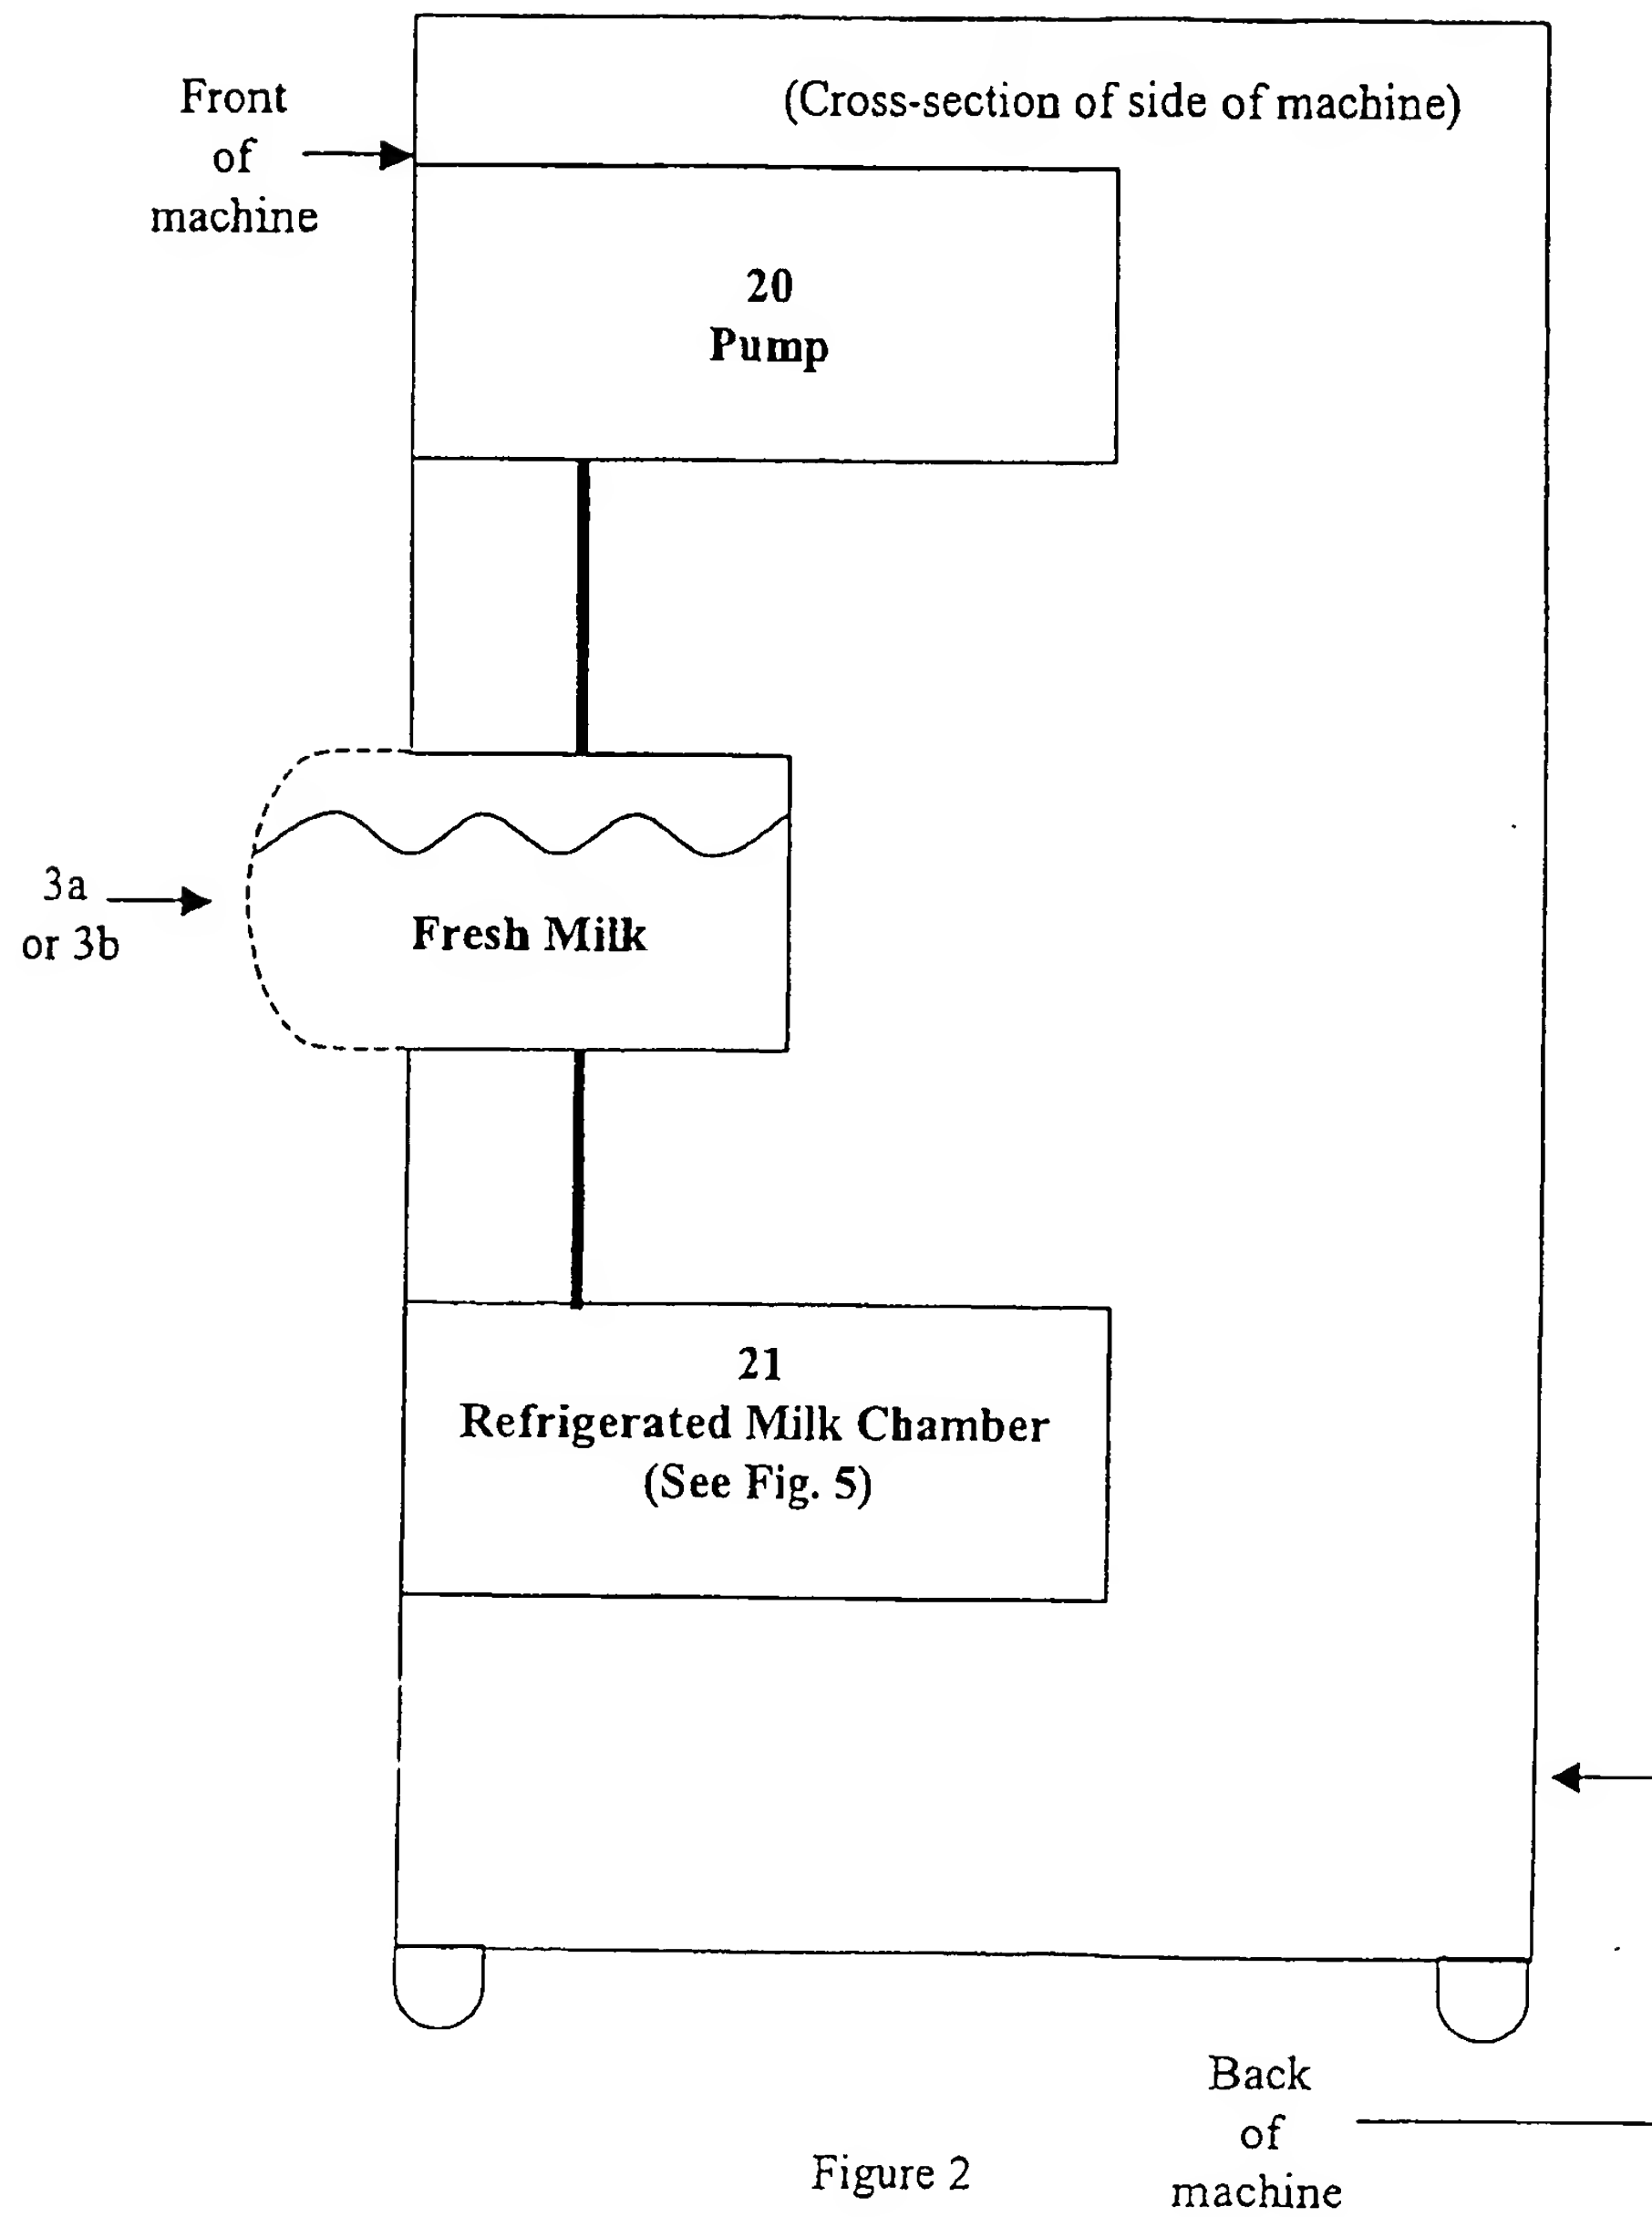 (Cross-section of side of machine)
Front
of
machine
20
Pump
3a
or 3b
Fresh Milk
21
Refrigerated Milk Chamber
(See Fig. 5)
Back
of
machine
Figure 2